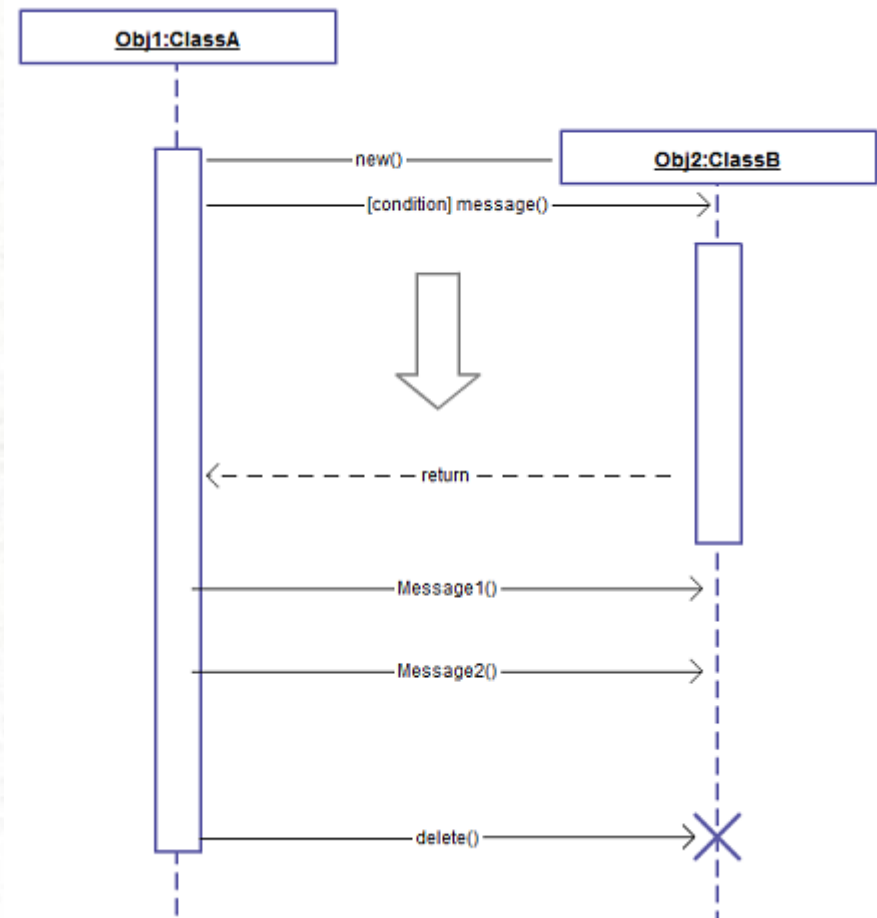 Obj1:ClassA
new()
Obj2:ClassB
[condition] message()
return
Message1()
Message2()
delete()